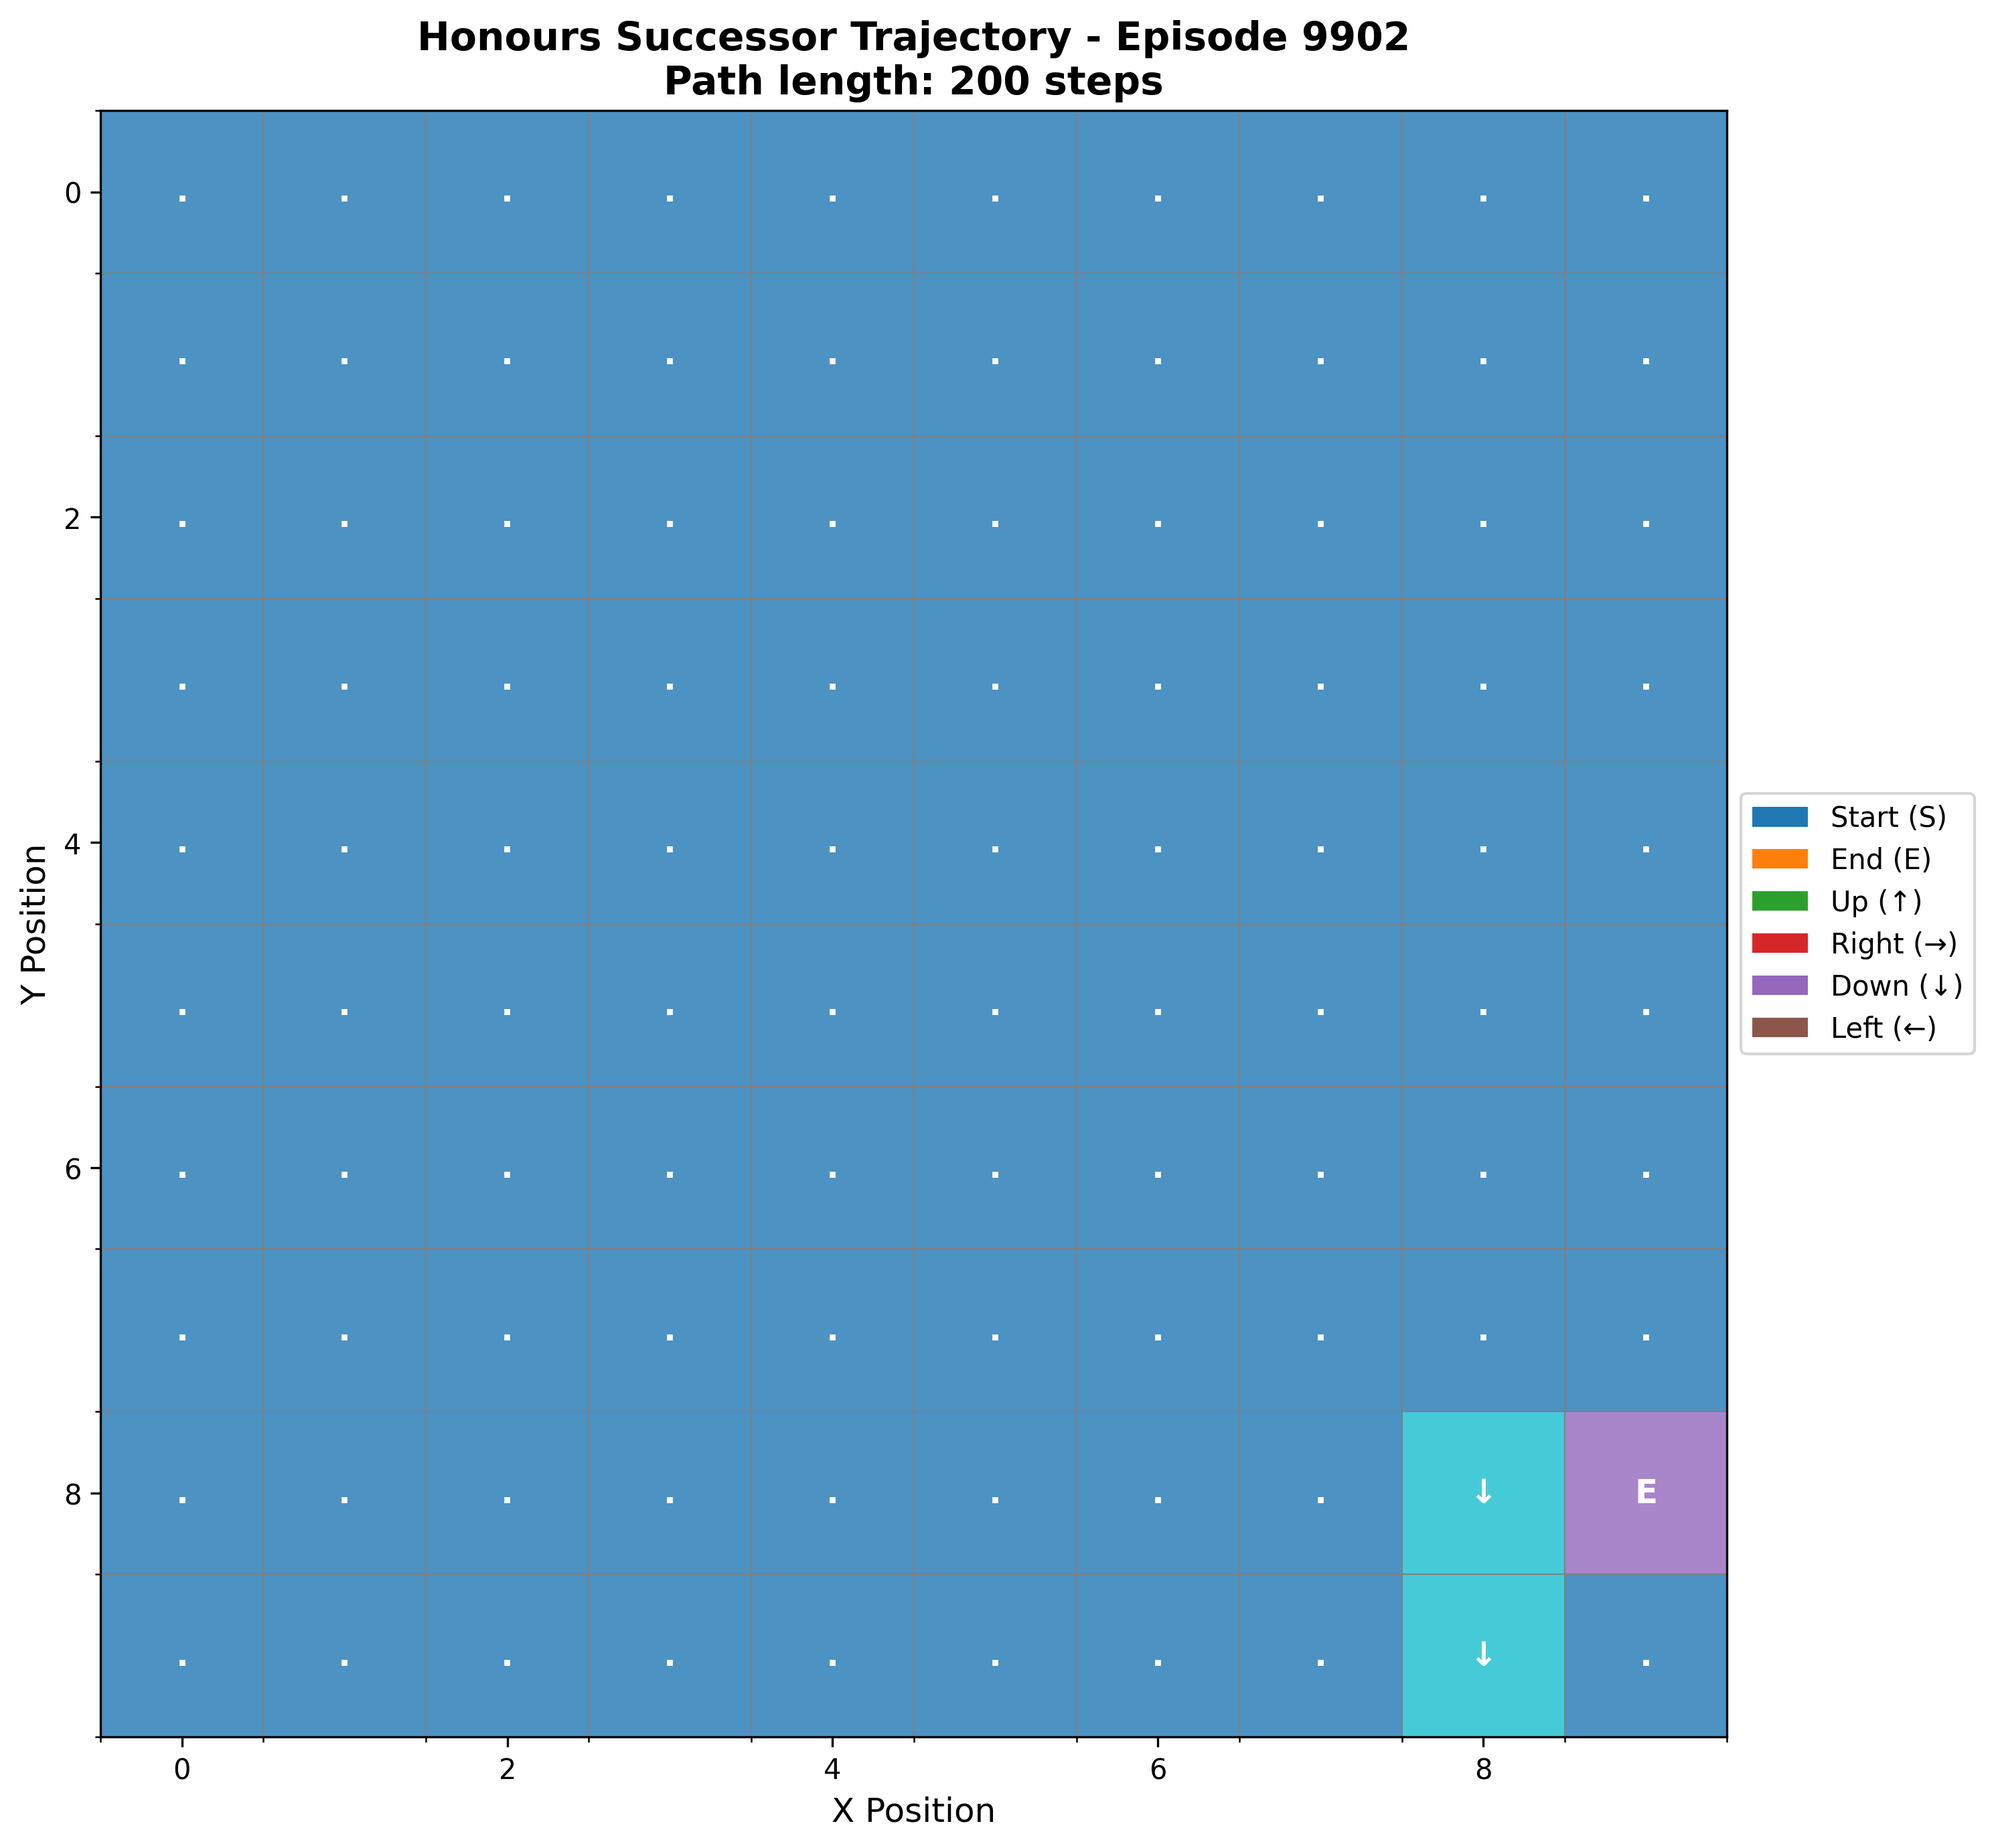 Honours Successor Trajectory - Episode 9902
Path length: 200 steps
0 . . . . . . . . . .
. . . . . . . . . .
2 . . . . . . . . . .
. . . . . . . . . .
4 . . . . . . . . . .
. . . . . . . . . .
6 . . . . . . . . . .
. . . . . . . . . .
8 . . . . . . . . ↓ E
. . . . . . . . ↓ .
0 2 4 6 8
X Position
Y Position
Start (S)
End (E)
Up (↑)
Right (→)
Down (↓)
Left (←)